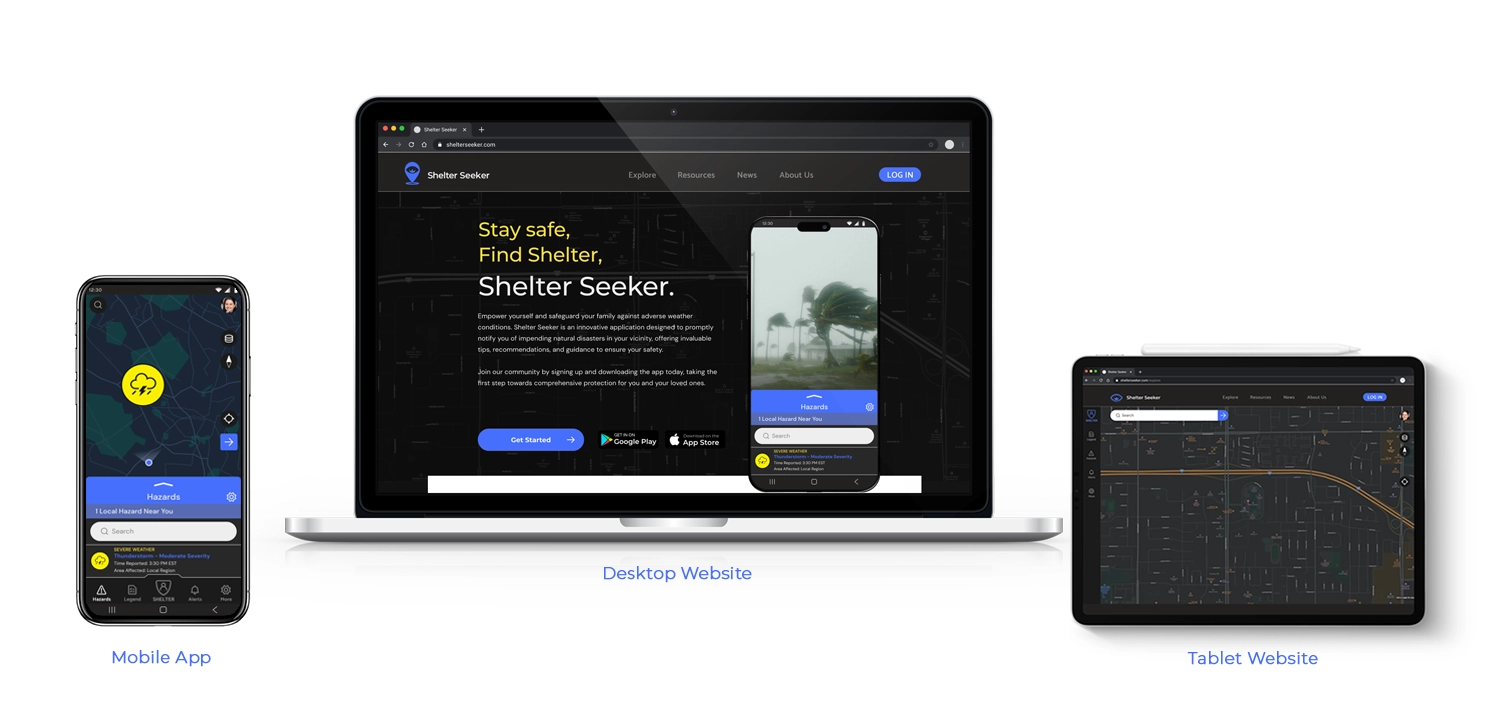 12:30
Hazards
1 Local Hazard Near You
Search
SEVERE WEATHER
Thunderstorm - Moderate Severity
Time Reported: 3:30 PM EST
Area Affected: Local Region
Hazards
Legend
SHELTER
Alerts
More
Mobile App
Shelter Seeker
shelterseeker.com
Shelter Seeker
Explore
Resources
News
About Us
LOG IN
Stay safe,
Find Shelter,
Shelter Seeker.
Empower yourself and safeguard your family against adverse weather
conditions. Shelter Seeker is an innovative application designed to promptly
notify you of impending natural disasters in your vicinity, offering invaluable
tips, recommendations, and guidance to ensure your safety.
Join our community by signing up and downloading the app today, taking the
first step towards comprehensive protection for you and your loved ones.
Get Started
GET IN ON
Google Play
Download on the
App Store
12:30
Hazards
1 Local Hazard Near You
Search
SEVERE WEATHER
Thunderstorm - Moderate Severity
Time Reported: 3:30 PM EST
Area Affected: Local Region
Desktop Website
Shelter Seeker
shelterseeker.com
Shelter Seeker
Explore
Resources
News
About Us
LOG IN
Search
SHELTER
Legend
Hazards
Alerts
More
Tablet Website